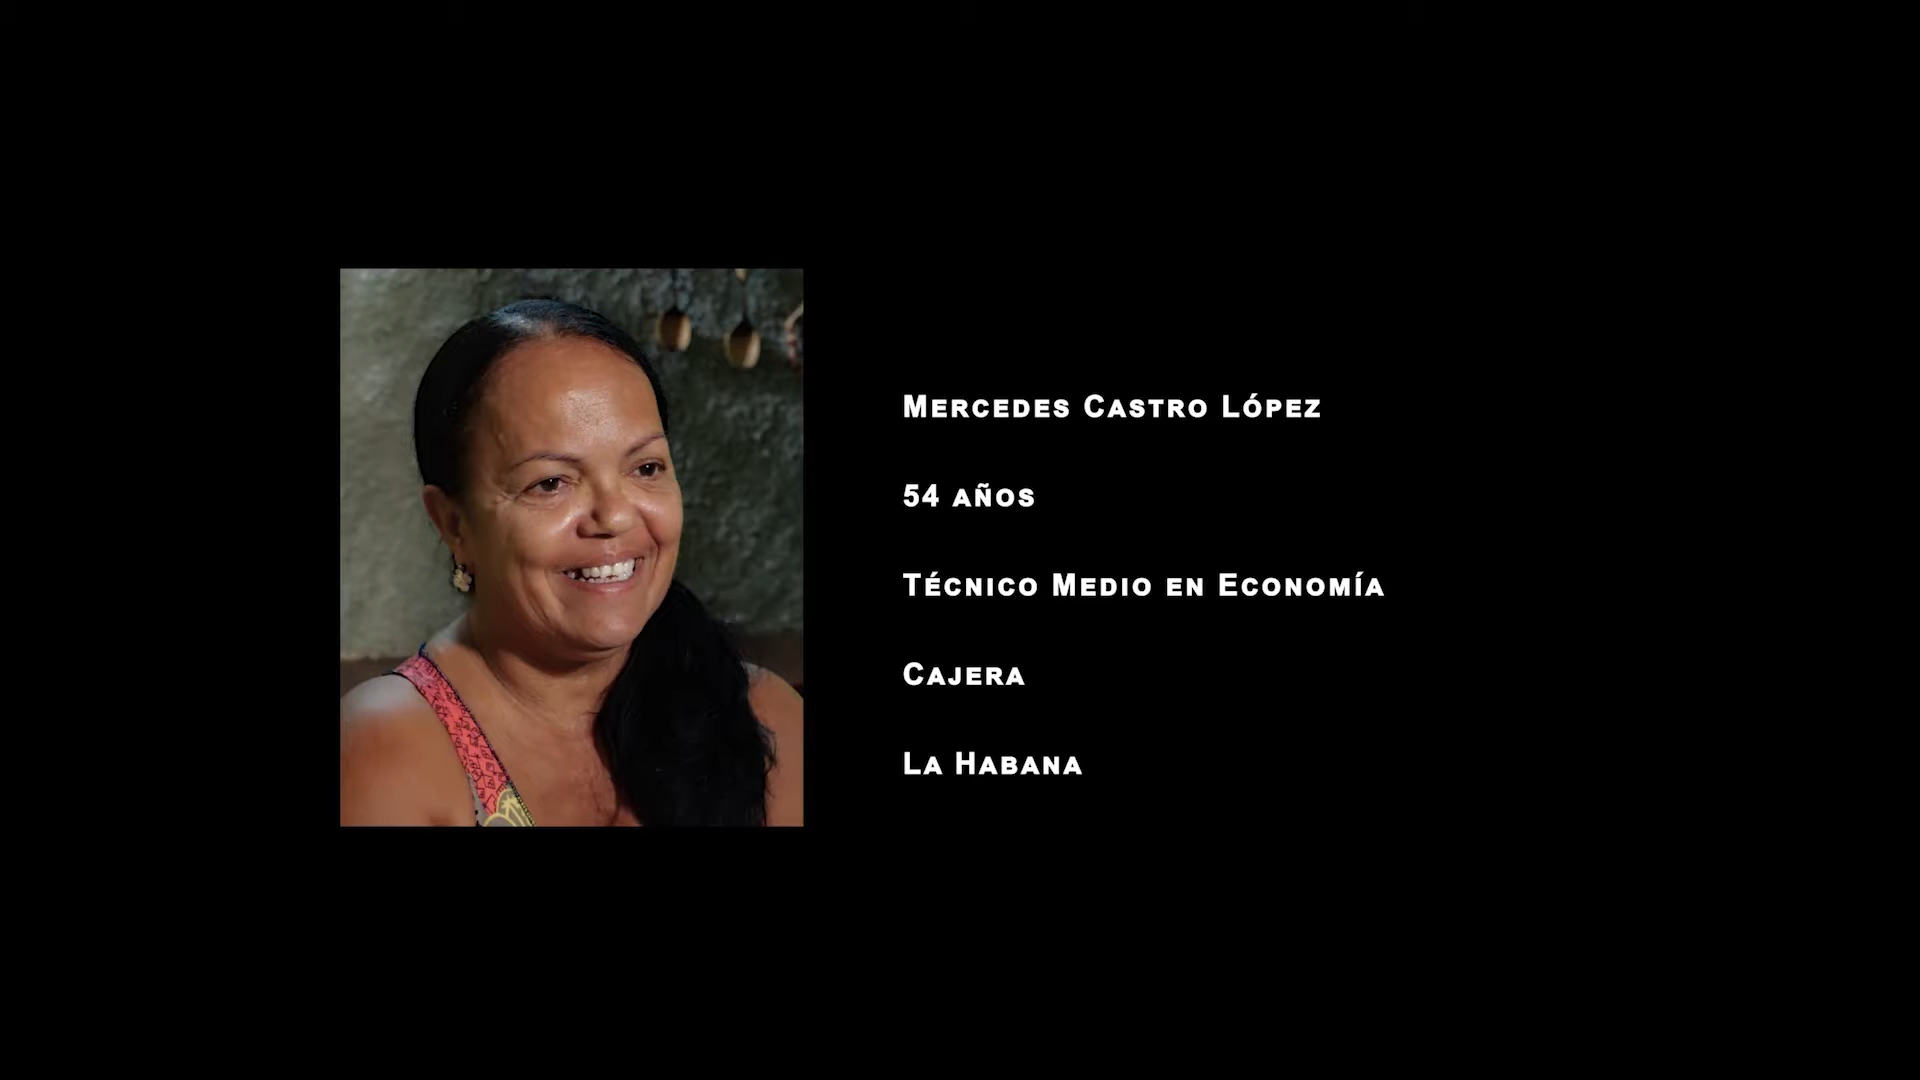 Mercedes Castro López
54 años
Técnico Medio en Economía
Cajera
La Habana